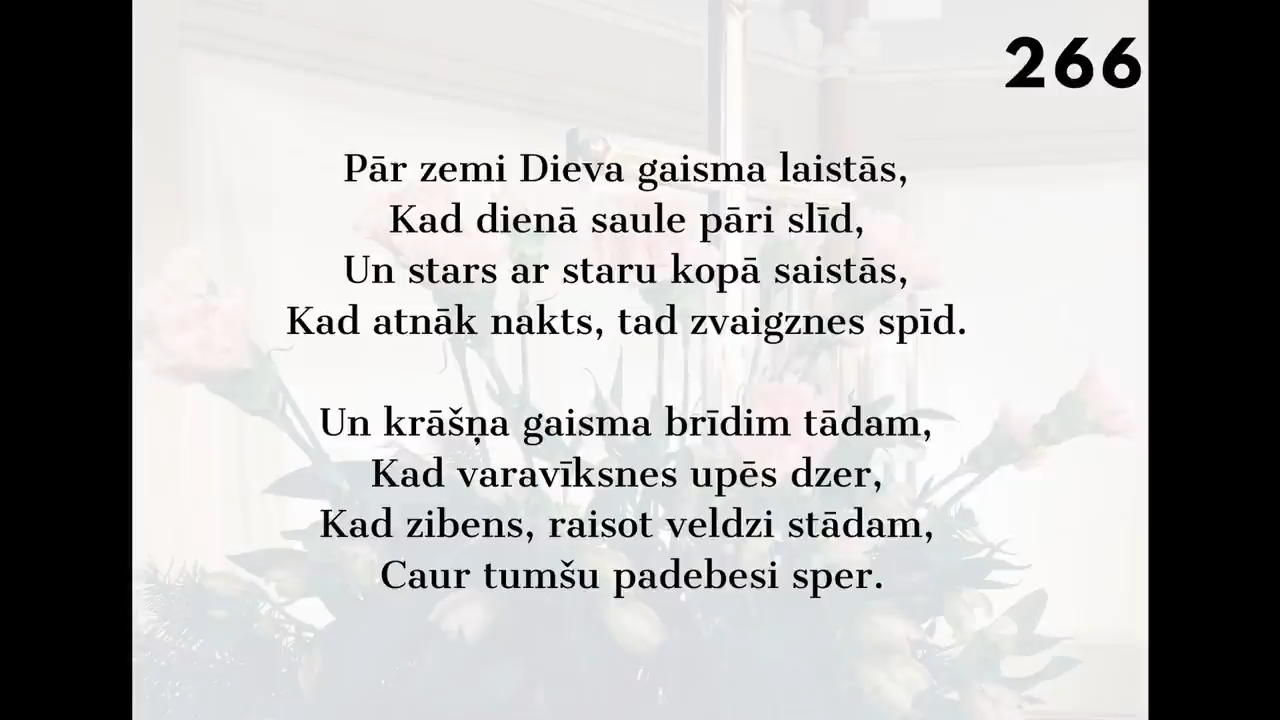 266
Pār zemi Dieva gaisma laistās,
Kad dienā saule pāri slīd,
Un stars ar staru kopā saistās,
Kad atnāk nakts, tad zvaigznes spīd.
Un krāšņa gaisma brīdim tādam,
Kad varavīksnes upēs dzer,
Kad zibens, raisot veldzi stādam,
Caur tumšu padebesi sper.